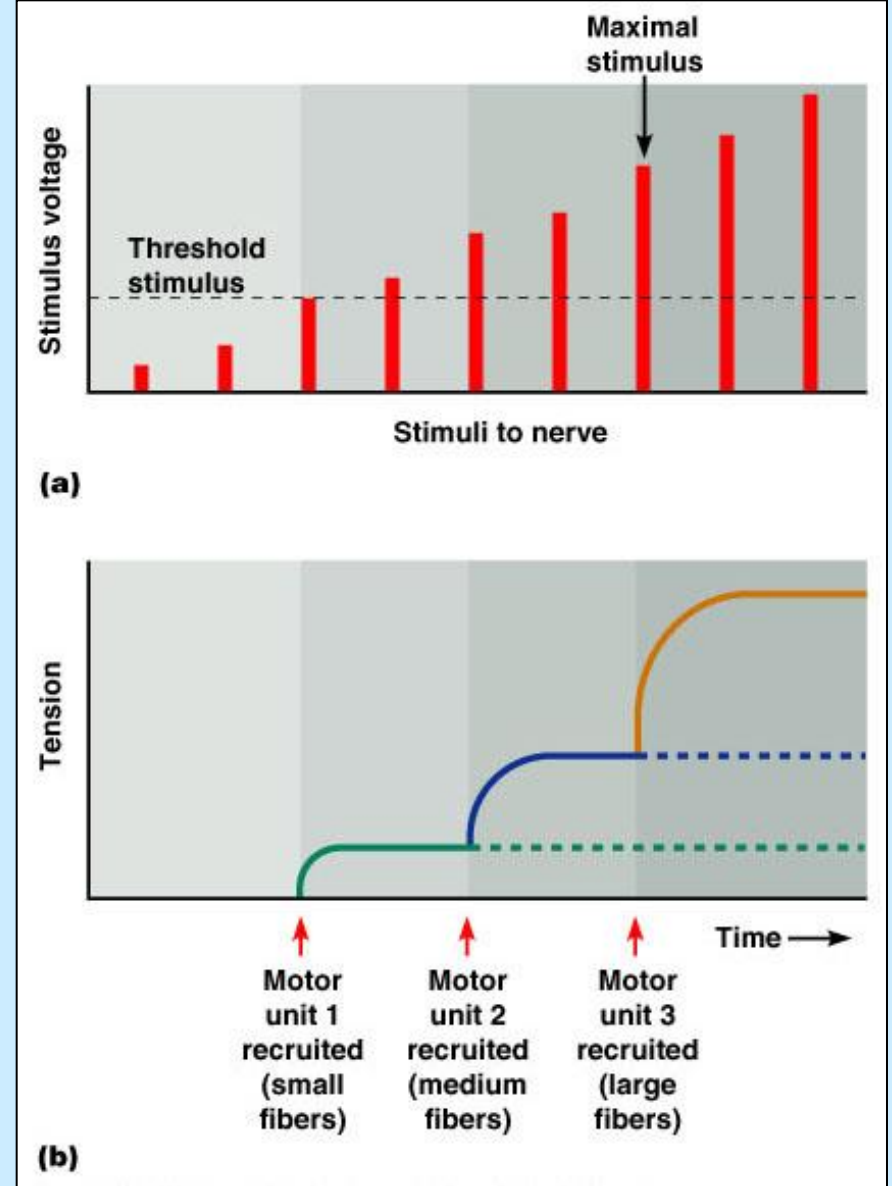 Maximal
stimulus
Stimulus voltage
Threshold
stimulus
Stimuli to nerve
(a)
Tension
Time
Motor
unit 1
recruited
(small
fibers)
Motor
unit 2
recruited
(medium
fibers)
Motor
unit 3
recruited
(large
fibers)
(b)